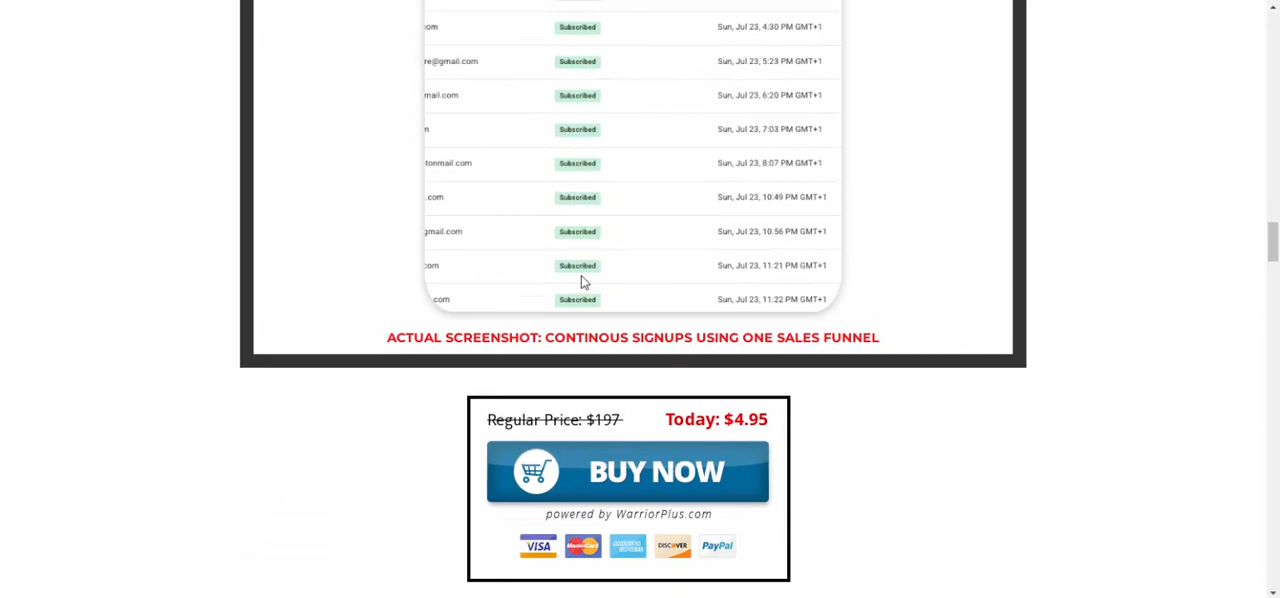 com Subscribed Sun, Jul 23, 4:30 PM GMT+1
re@gmail.com Subscribed Sun, Jul 23, 5:23 PM GMT+1
mail.com Subscribed Sun, Jul 23, 6:20 PM GMT+1
Subscribed Sun, Jul 23, 7:03 PM GMT+1
tonmail.com Subscribed Sun, Jul 23, 8:07 PM GMT+1
.com Subscribed Sun, Jul 23, 10:49 PM GMT+1
gmail.com Subscribed Sun, Jul 23, 10:56 PM GMT+1
com Subscribed Sun, Jul 23, 11:21 PM GMT+1
.com Subscribed Sun, Jul 23, 11:22 PM GMT+1
ACTUAL SCREENSHOT: CONTINOUS SIGNUPS USING ONE SALES FUNNEL
Regular Price: $197 Today: $4.95
BUY NOW
powered by WarriorPlus.com
VISA MasterCard AMERICAN EXPRESS DISCOVER PayPal